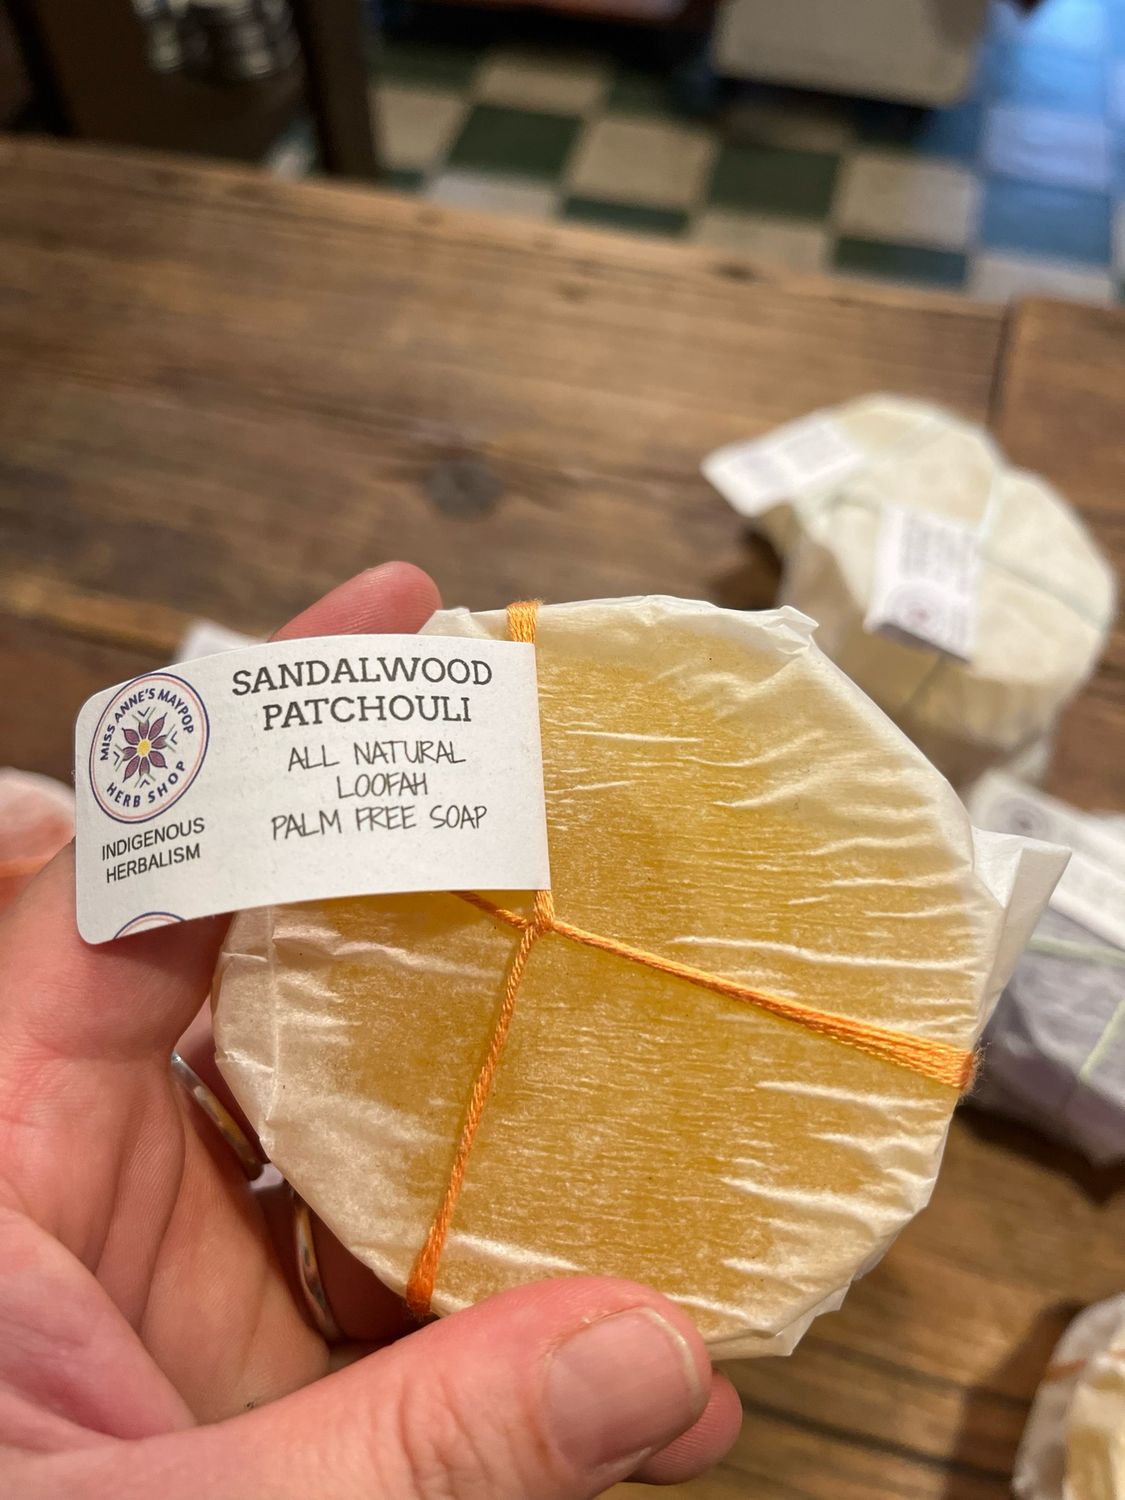 SANDALWOOD
PATCHOULI
ALL NATURAL
LOOFAH
PALM FREE SOAP
MISS ANNE'S MAYPOP
HERB SHOP
INDIGENOUS
HERBALISM